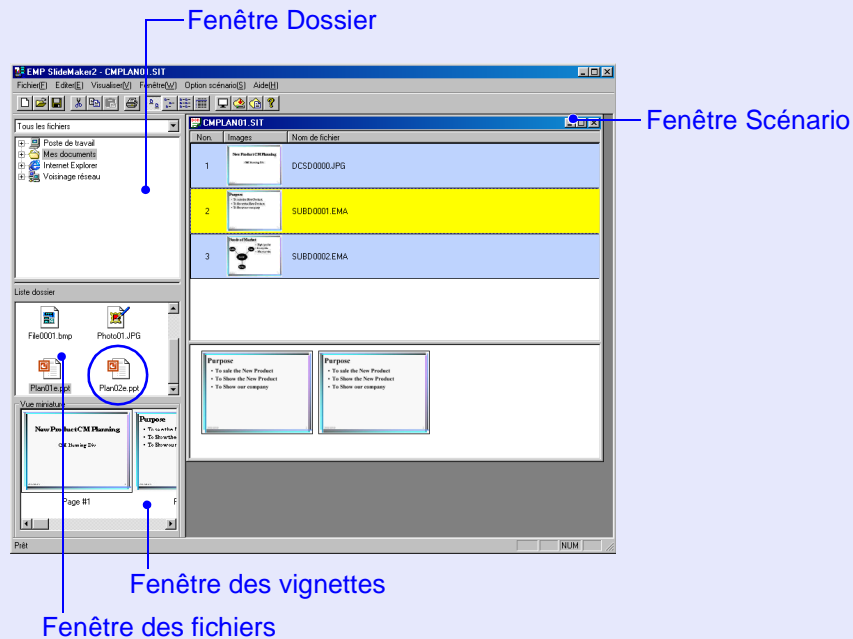 Fenêtre Dossier
EMP SlideMaker2 - CMPLAN01.SIT
Fichier[F] Editer[E] Visualiser[V] Fenêtre[W] Option scénario[S] Aide[H]
Fenêtre Scénario
Tous les fichiers
Poste de travail
Mes documents
Internet Explorer
Voisinage réseau
CMPLAN01.SIT
Non. Images Nom de fichier
1 New Product CM Planning DCSD0000.JPG
2 Purpose SUBD0001.EMA
3 SUBD0002.EMA
Liste dossier
File0001.bmp Photo01.JPG
Plan01e.ppt Plan02e.ppt
Purpose
• To sale the New Product
• To Show the New Product
• To Show our company
Purpose
• To sale the New Product
• To Show the New Product
• To Show our company
Vue miniature
New Product CM Planning
Purpose
Page #1
Prêt
NUM
Fenêtre des vignettes
Fenêtre des fichiers